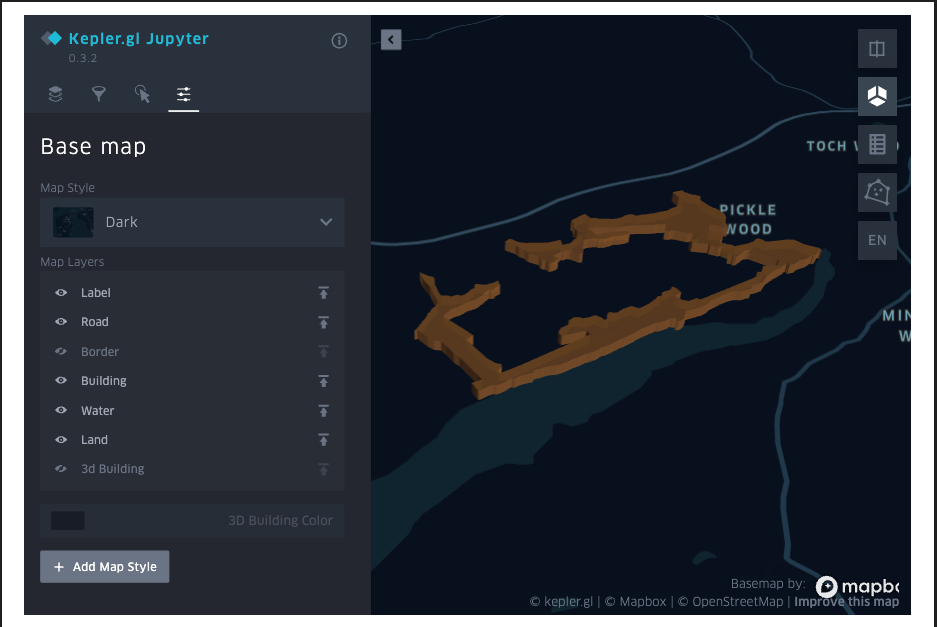 Kepler.gl Jupyter
0.3.2
Base map
Map Style
Dark
Map Layers
Label
Road
Border
Building
Water
Land
3d Building
3D Building Color
+ Add Map Style
TOCH
PICKLE
WOOD
EN
MIN
W
Basemap by: mapbo
© kepler.gl | © Mapbox | © OpenStreetMap | Improve this map